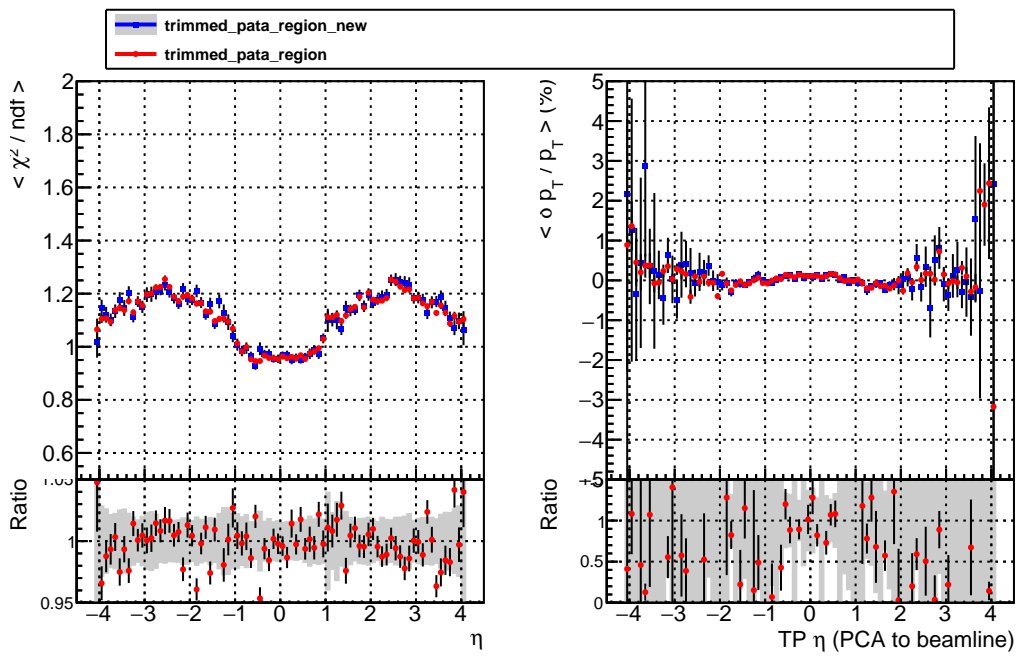 trimmed_pata_region_new
trimmed_pata_region
< χ² / ndf >
2
1.8
1.6
1.4
1.2
1
0.8
0.6
Ratio
1.05
1
0.95
−4 −3 −2 −1 0 1 2 3 4
η
< σ p_T / p_T > (%)
5
4
3
2
1
0
−1
−2
−3
−4
−5
Ratio
1.5
1
0.5
0
−4 −3 −2 −1 0 1 2 3 4
TP η (PCA to beamline)